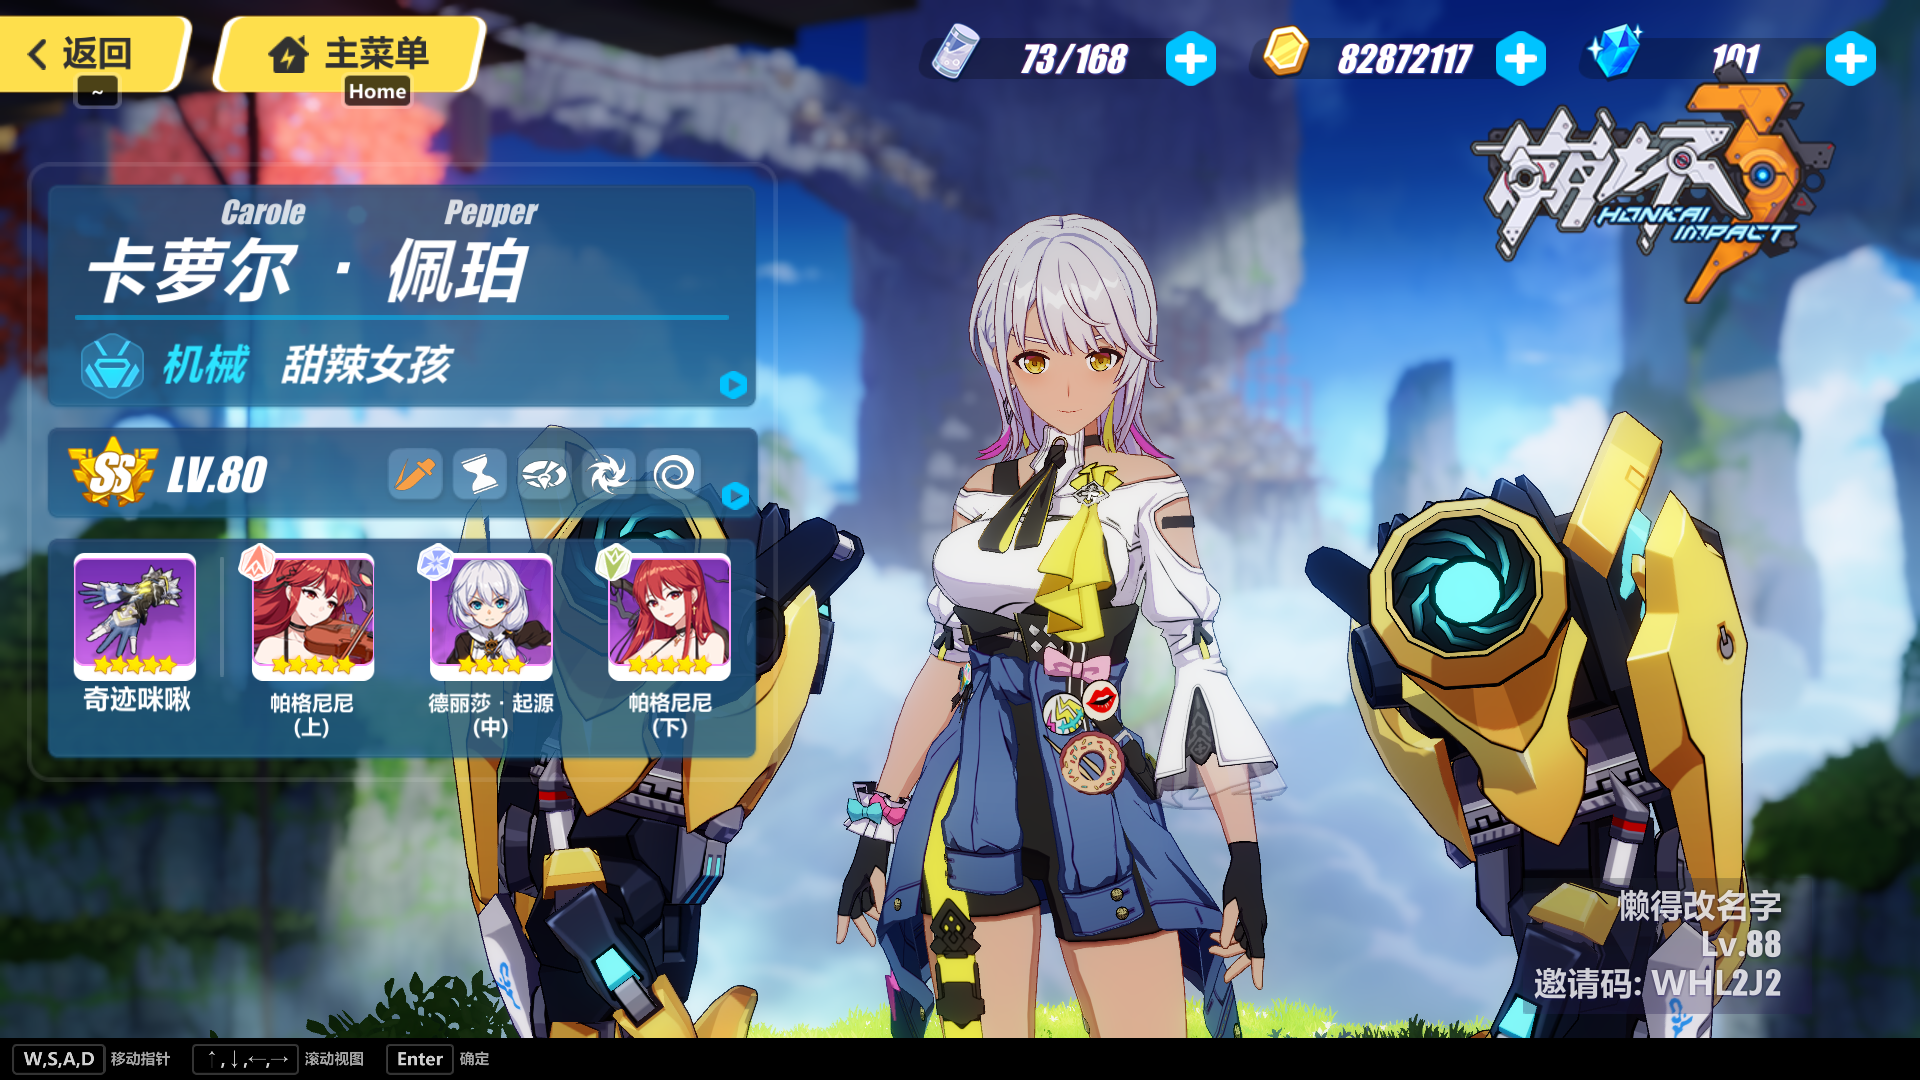 返回
~
主菜单
Home
73/168
82872117
101
崩坏3
HONKAI IMPACT
Carole Pepper
卡萝尔·佩珀
机械 甜辣女孩
SS LV.80
奇迹咪啾
帕格尼尼
(上)
德丽莎·起源
(中)
帕格尼尼
(下)
懒得改名字
Lv.88
邀请码: WHL2J2
W,S,A,D 移动指针 ↑,↓,←,→ 滚动视图 Enter 确定